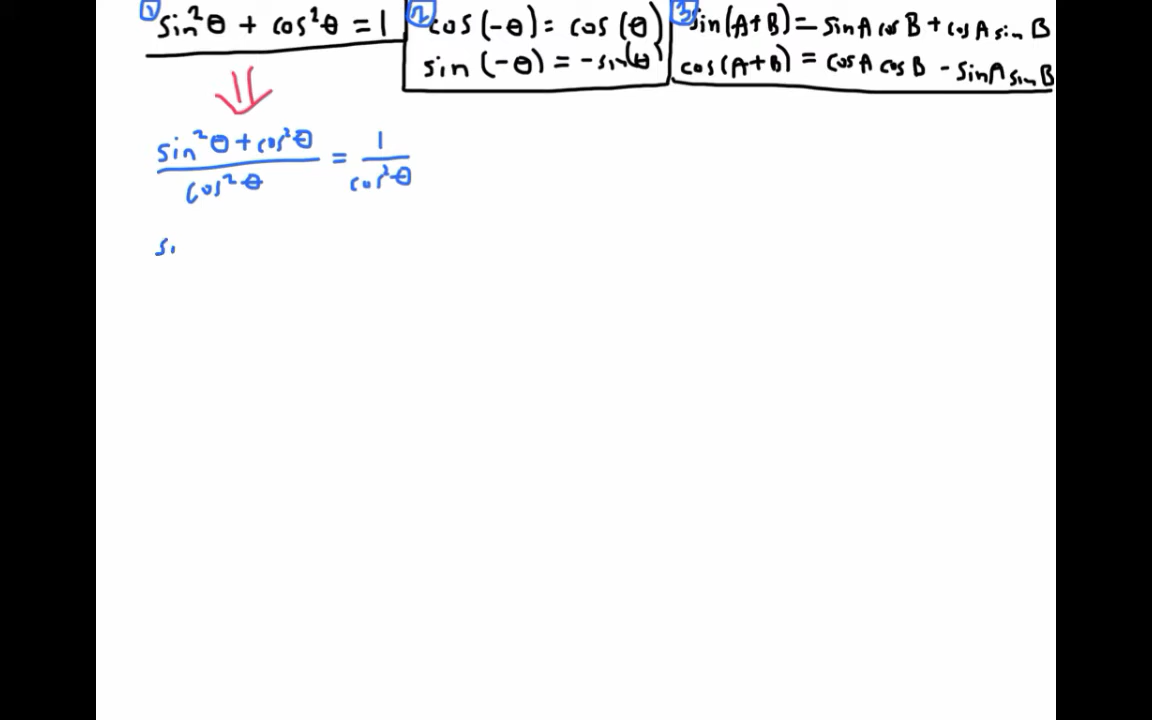 1 sin²θ + cos²θ = 1
2 cos(-θ) = cos(θ)
sin(-θ) = -sin(θ)
3 sin(A+B) = sinA cosB + cosA sinB
cos(A+B) = cosA cosB - sinA sinB
(sin²θ + cos²θ)/cos²θ = 1/cos²θ